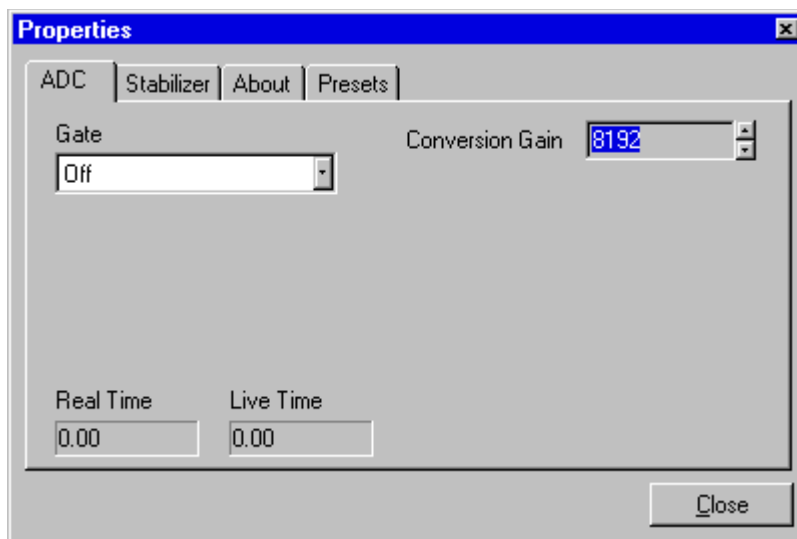 Properties
ADC Stabilizer About Presets
Gate
Conversion Gain 8192
Off
Real Time Live Time
0.00 0.00
Close